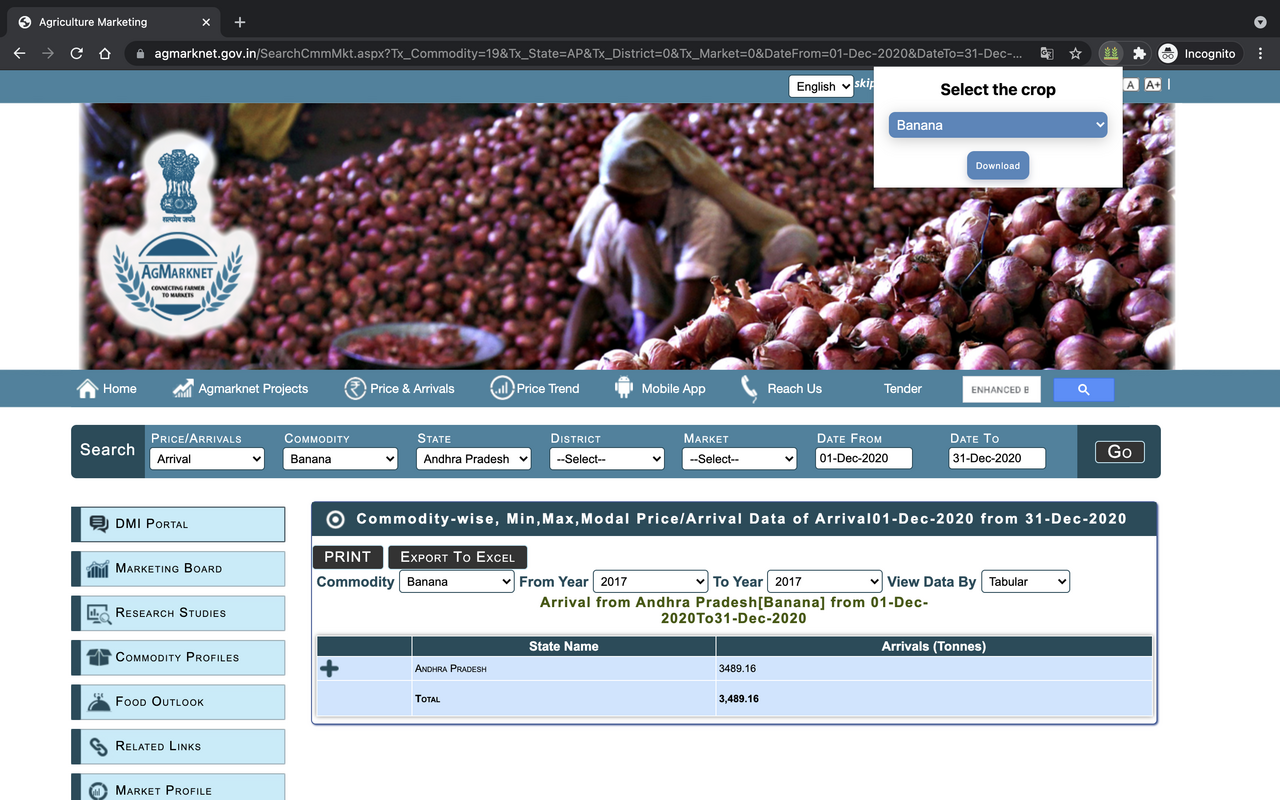 Agriculture Marketing
agmarknet.gov.in/SearchCmmMkt.aspx?Tx_Commodity=19&Tx_State=AP&Tx_District=0&Tx_Market=0&DateFrom=01-Dec-2020&DateTo=31-Dec-...
Incognito
English
skip
A
A+
|
Select the crop
Banana
Download
सत्यमेव जयते
AgMarknet
CONNECTING FARMER
TO MARKETS
Home
Agmarknet Projects
Price & Arrivals
Price Trend
Mobile App
Reach Us
Tender
ENHANCED B
Search
Price/Arrivals
Commodity
State
District
Market
Date From
Date To
Arrival
Banana
Andhra Pradesh
--Select--
--Select--
01-Dec-2020
31-Dec-2020
Go
DMI Portal
Marketing Board
Research Studies
Commodity Profiles
Food Outlook
Related Links
Market Profile
Commodity-wise, Min,Max,Modal Price/Arrival Data of Arrival01-Dec-2020 from 31-Dec-2020
PRINT
Export To Excel
Commodity Banana From Year 2017 To Year 2017 View Data By Tabular
Arrival from Andhra Pradesh[Banana] from 01-Dec-
2020To31-Dec-2020
State Name Arrivals (Tonnes)
Andhra Pradesh 3489.16
Total 3,489.16